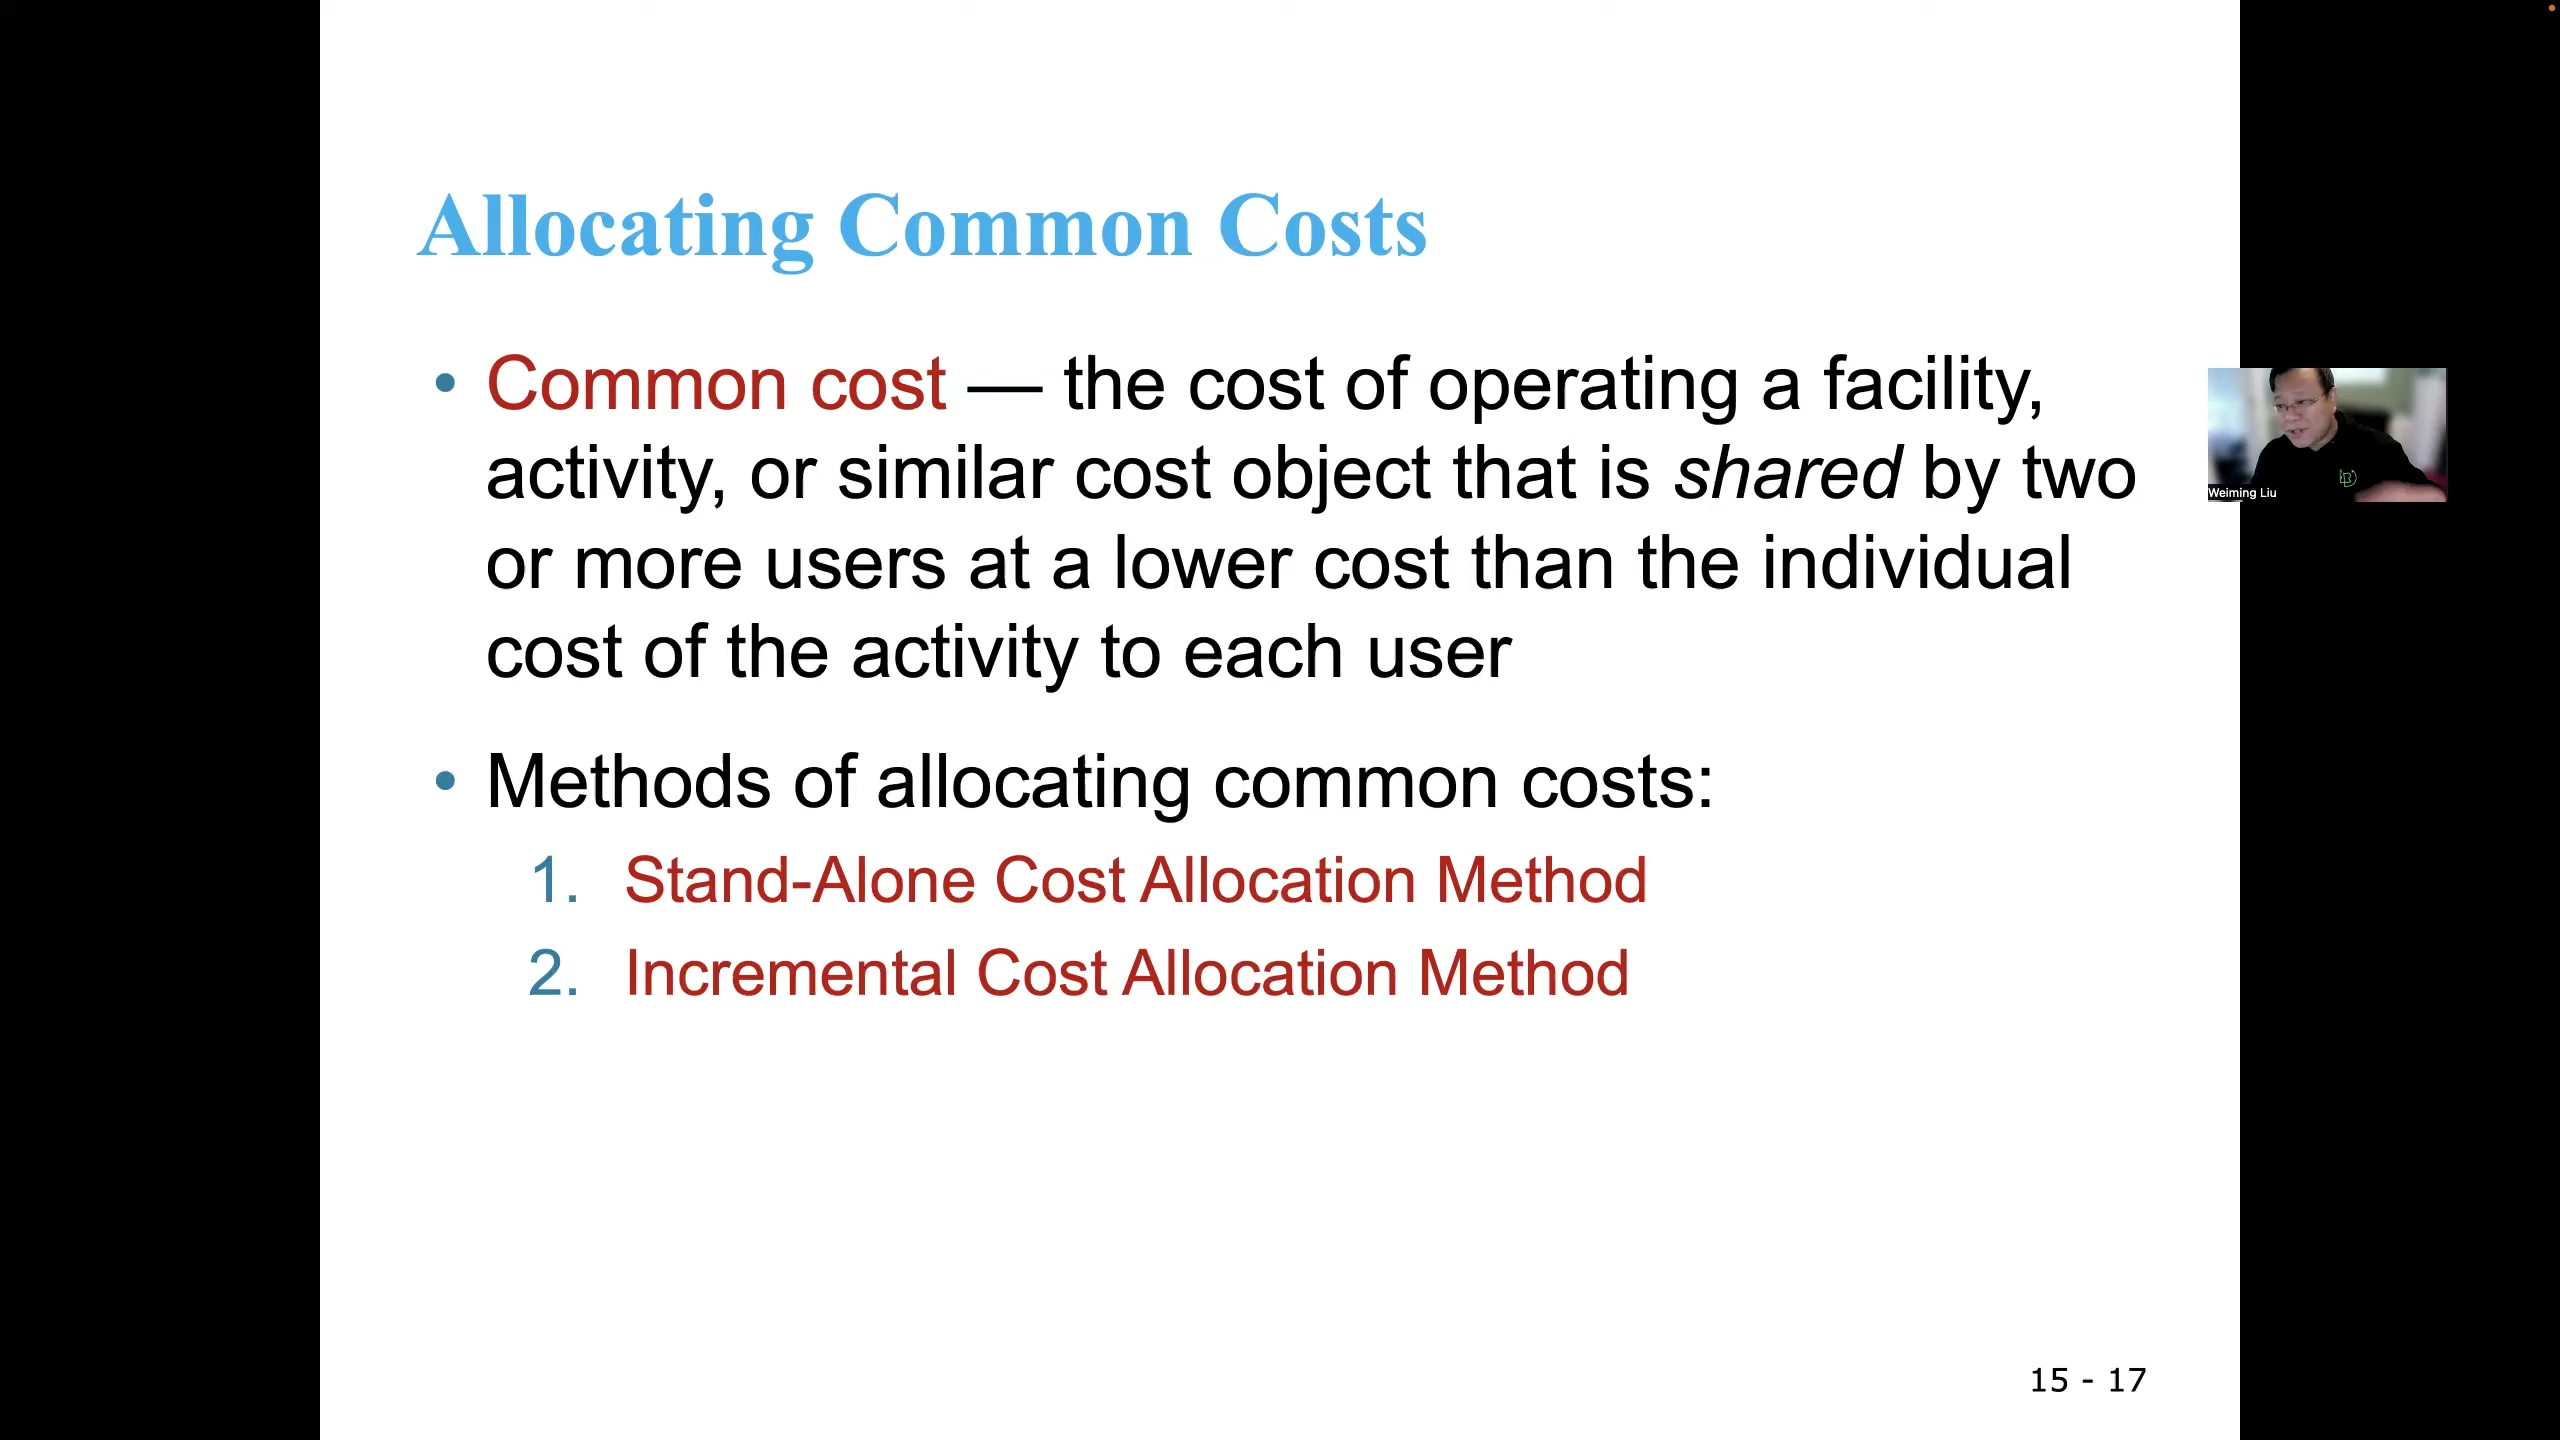 Allocating Common Costs
• Common cost — the cost of operating a facility,
activity, or similar cost object that is shared by two
or more users at a lower cost than the individual
cost of the activity to each user
• Methods of allocating common costs:
1. Stand-Alone Cost Allocation Method
2. Incremental Cost Allocation Method
Weiming Liu
15 - 17